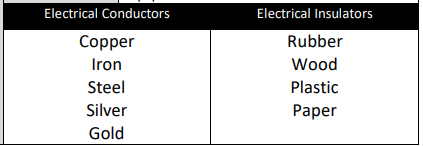 Electrical Conductors Electrical Insulators
Copper Rubber
Iron Wood
Steel Plastic
Silver Paper
Gold